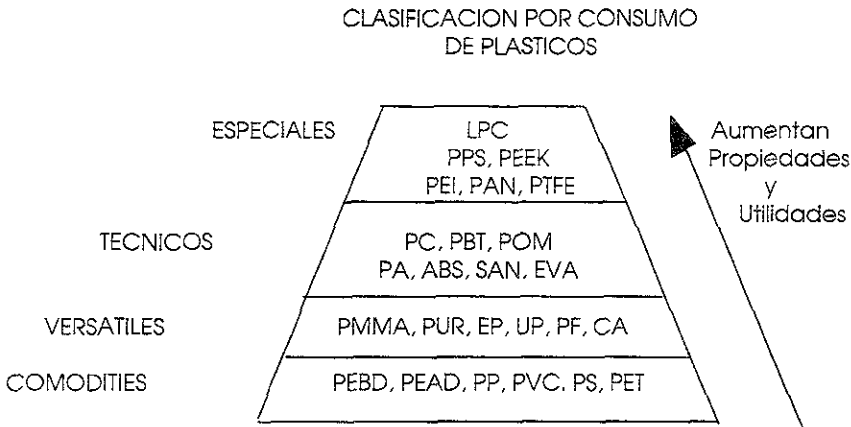 CLASIFICACION POR CONSUMO
DE PLASTICOS
ESPECIALES
LPC
PPS, PEEK
PEI, PAN, PTFE
Aumentan
Propiedades
y
Utilidades
TECNICOS
PC, PBT, POM
PA, ABS, SAN, EVA
VERSATILES
PMMA, PUR, EP, UP, PF, CA
COMODITIES
PEBD, PEAD, PP, PVC, PS, PET